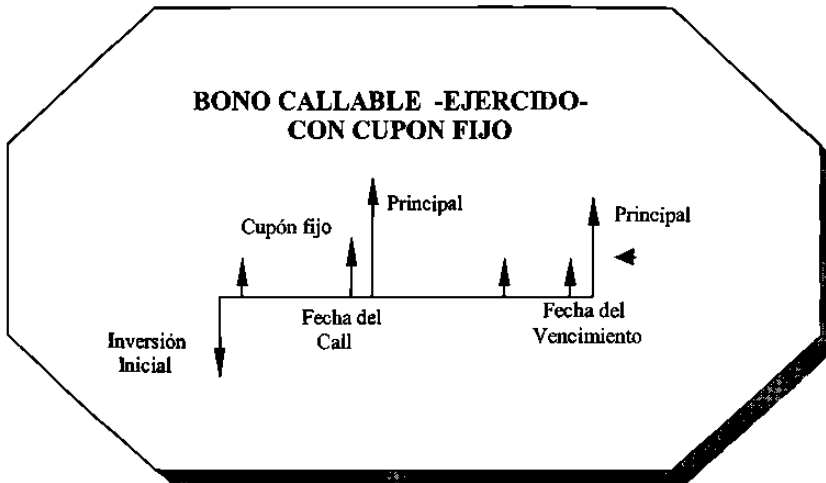 BONO CALLABLE -EJERCIDO-
CON CUPON FIJO
Principal
Principal
Cupón fijo
Fecha del
Call
Fecha del
Vencimiento
Inversión
Inicial